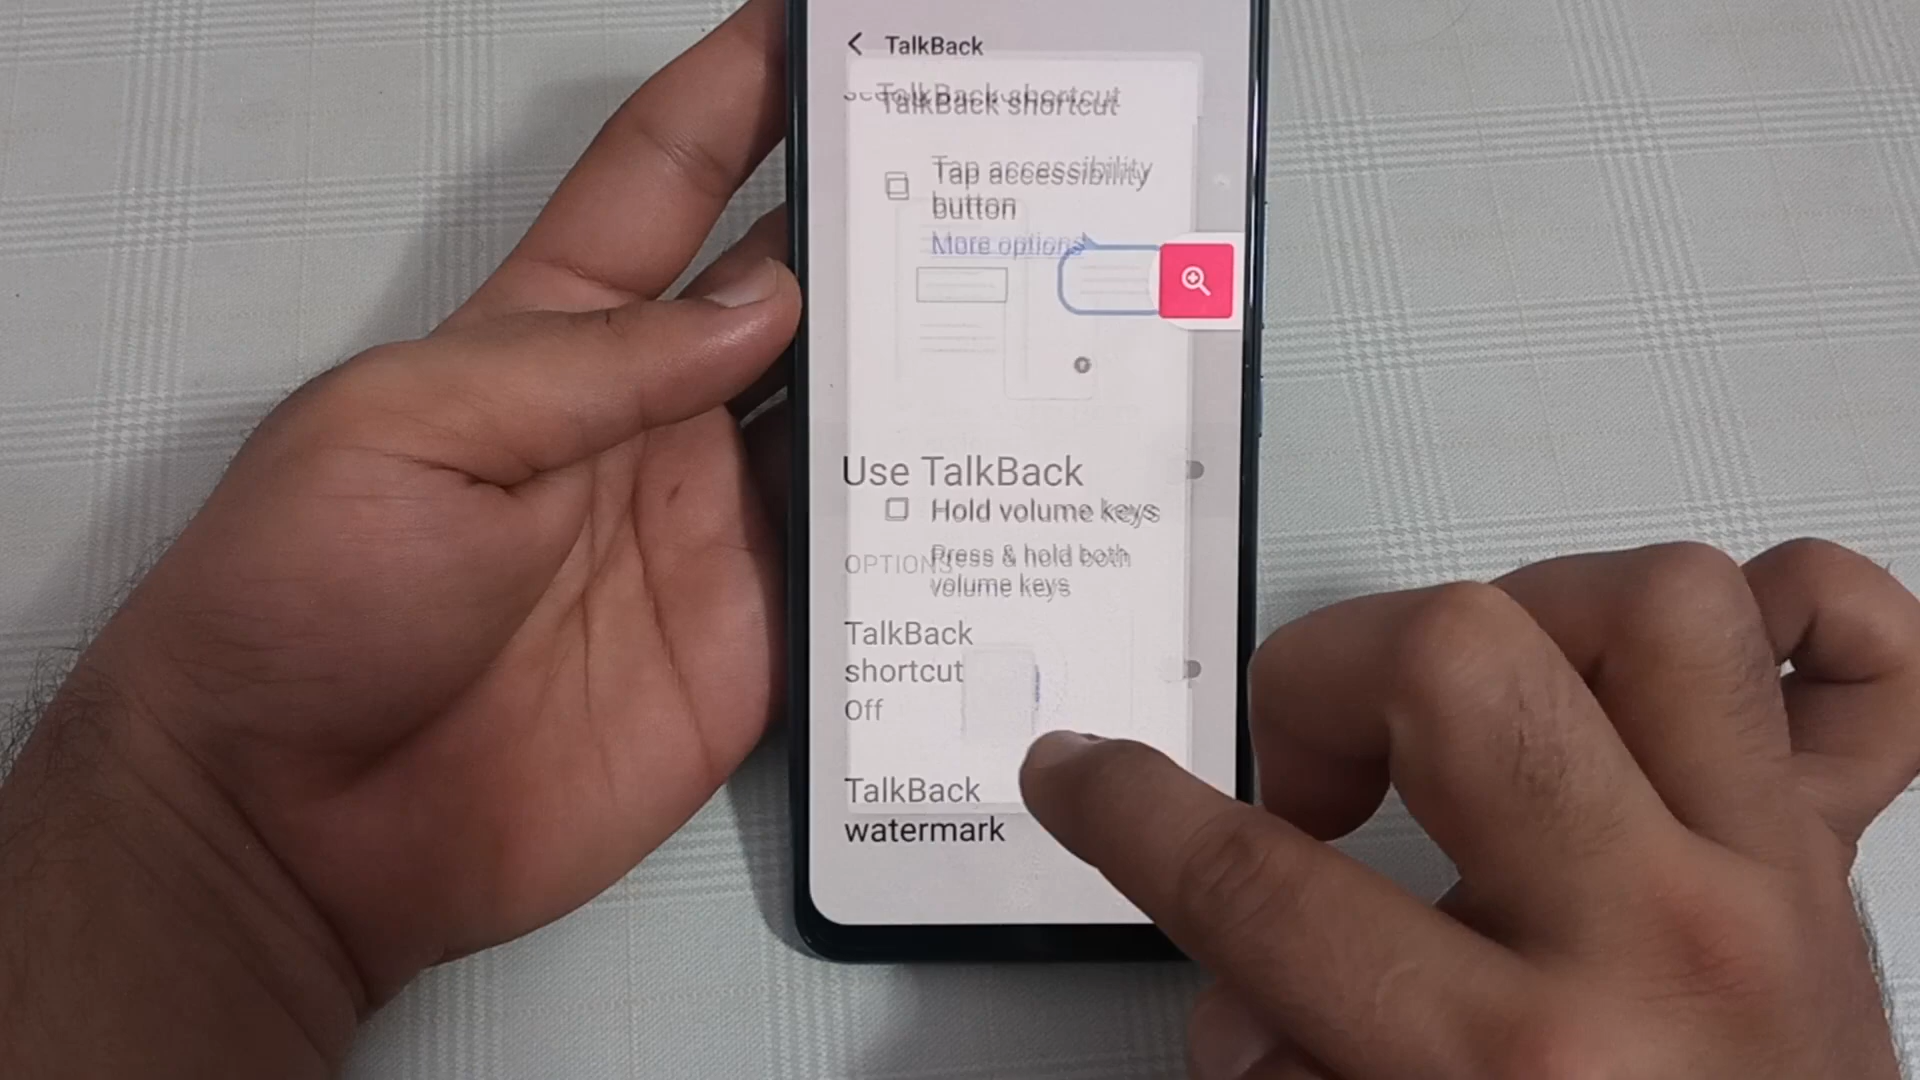 TalkBack
TalkBack shortcut
Tap accessibility
button
More options
Use TalkBack
Hold volume keys
OPTIONS
Press & hold both
volume keys
TalkBack
shortcut
Off
TalkBack
watermark